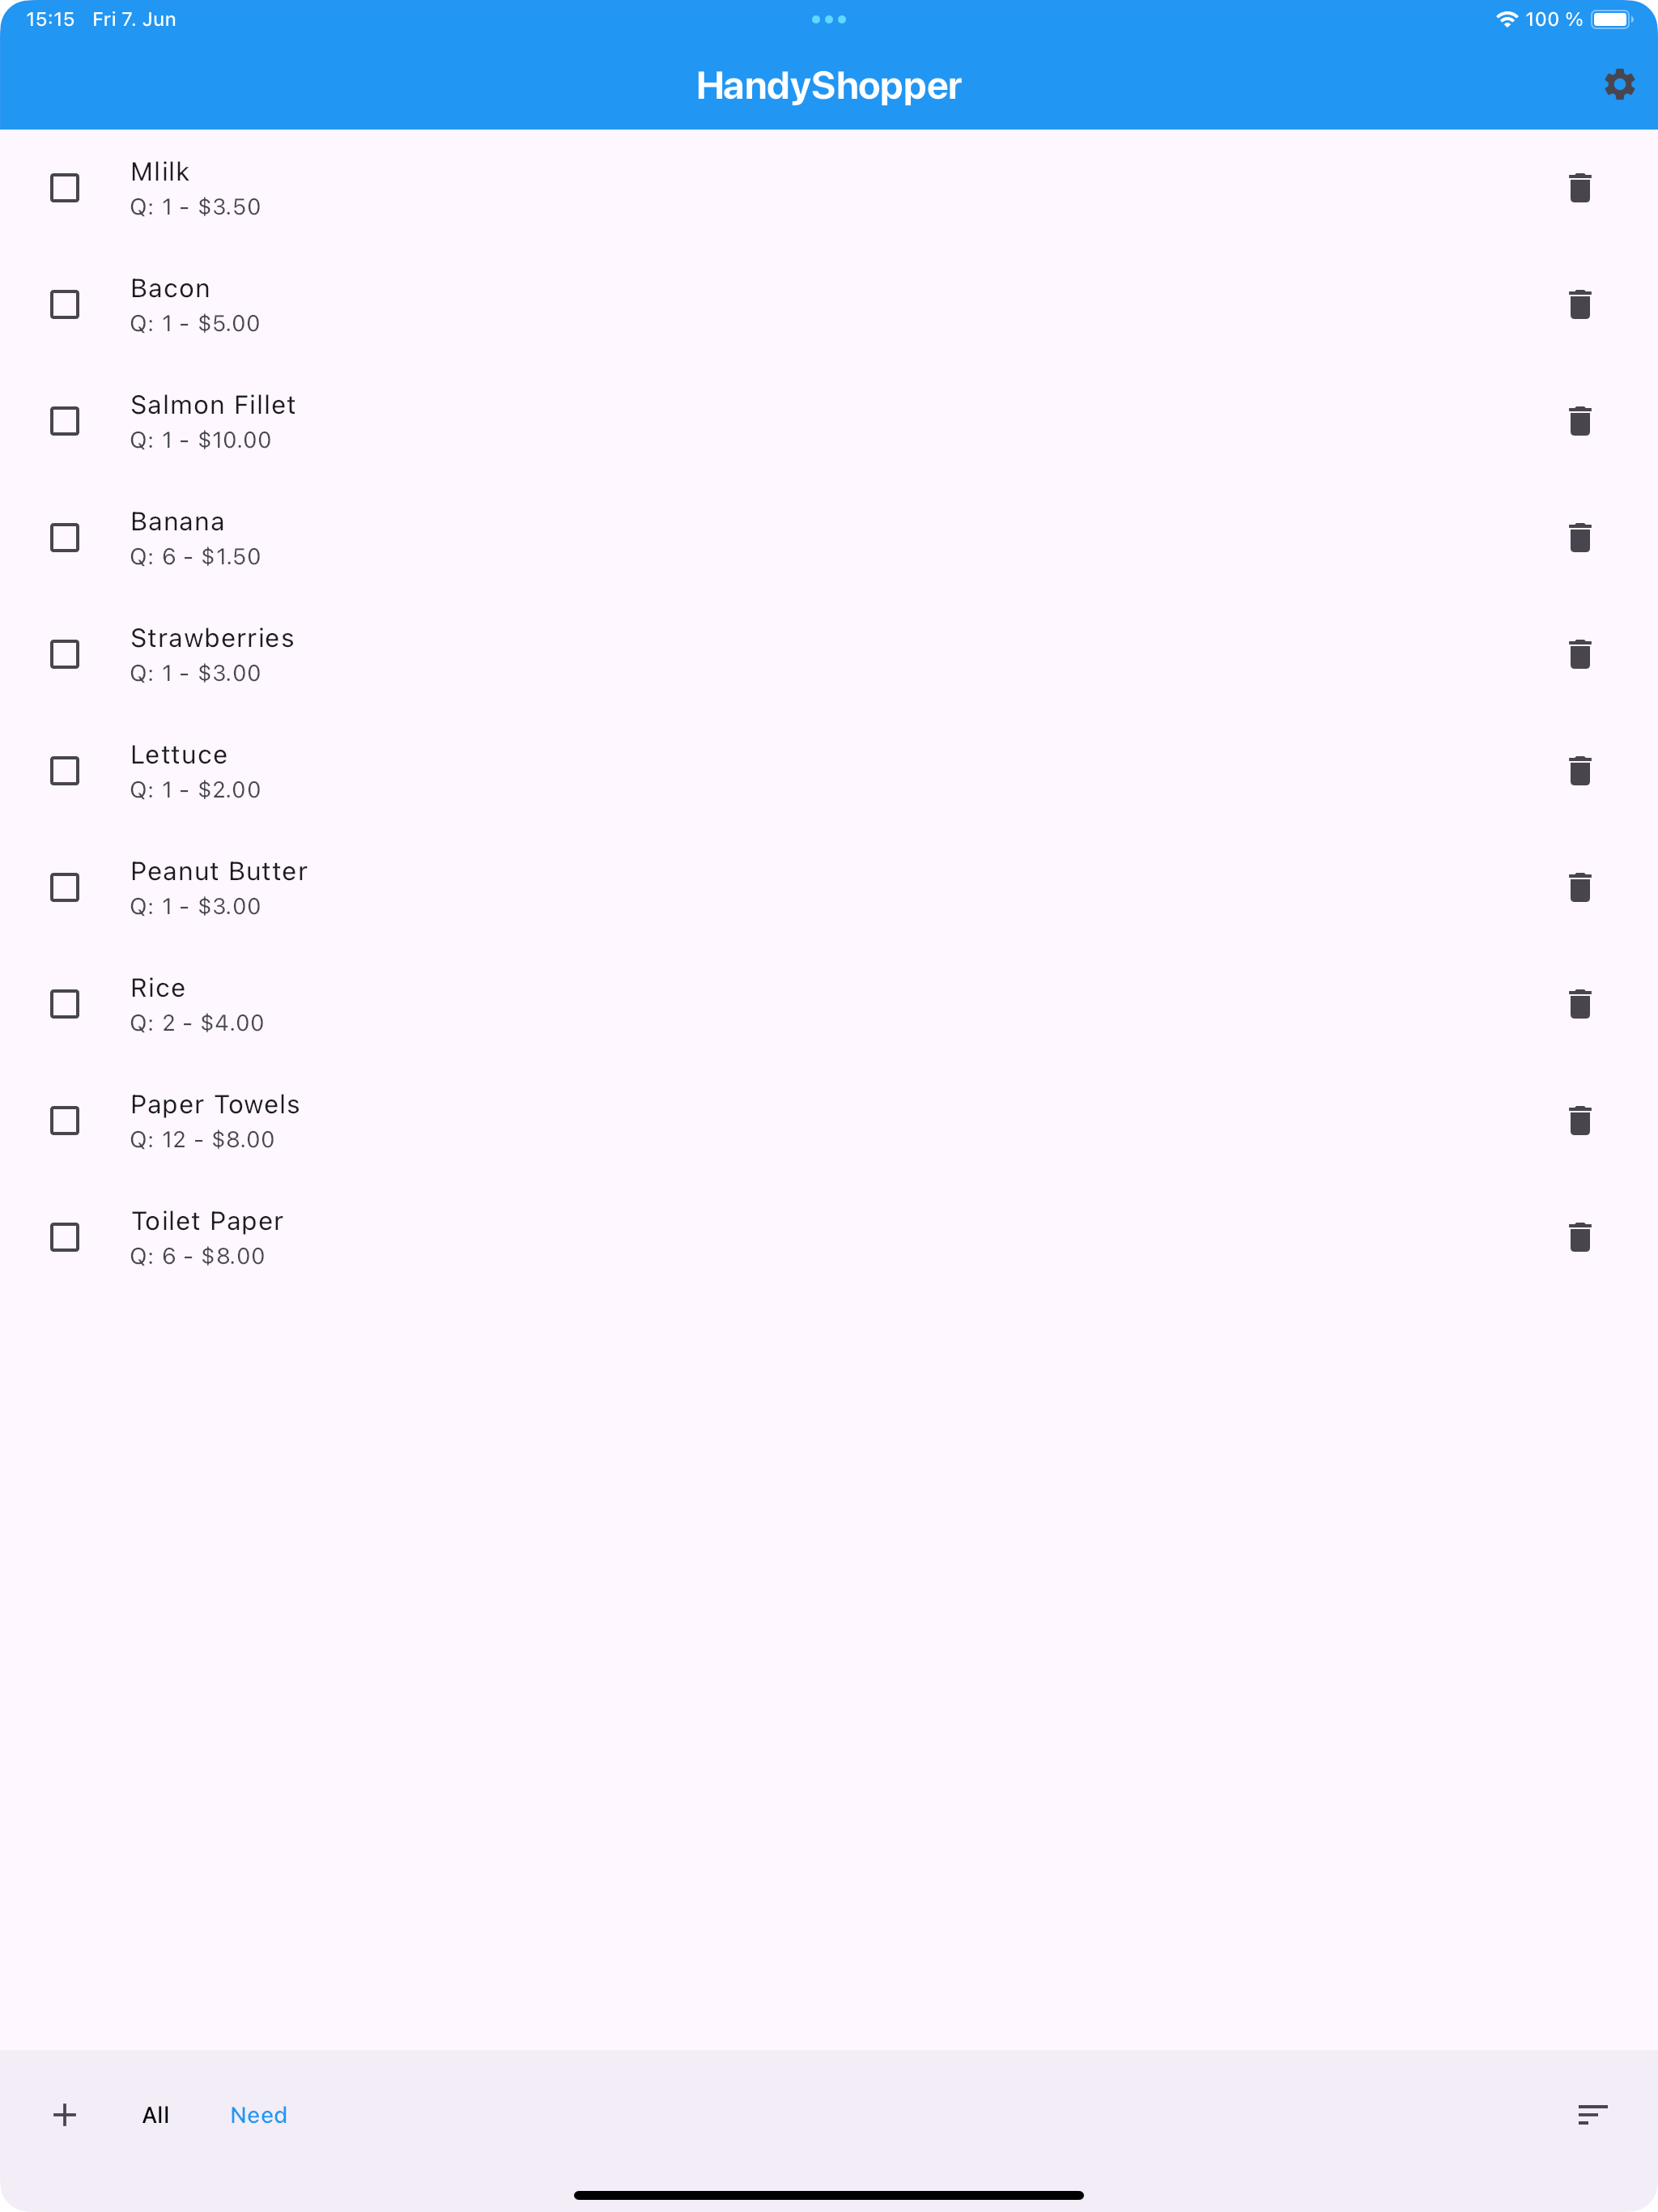 15:15 Fri 7. Jun 100 %
HandyShopper
Mlilk
Q: 1 - $3.50
Bacon
Q: 1 - $5.00
Salmon Fillet
Q: 1 - $10.00
Banana
Q: 6 - $1.50
Strawberries
Q: 1 - $3.00
Lettuce
Q: 1 - $2.00
Peanut Butter
Q: 1 - $3.00
Rice
Q: 2 - $4.00
Paper Towels
Q: 12 - $8.00
Toilet Paper
Q: 6 - $8.00
All Need